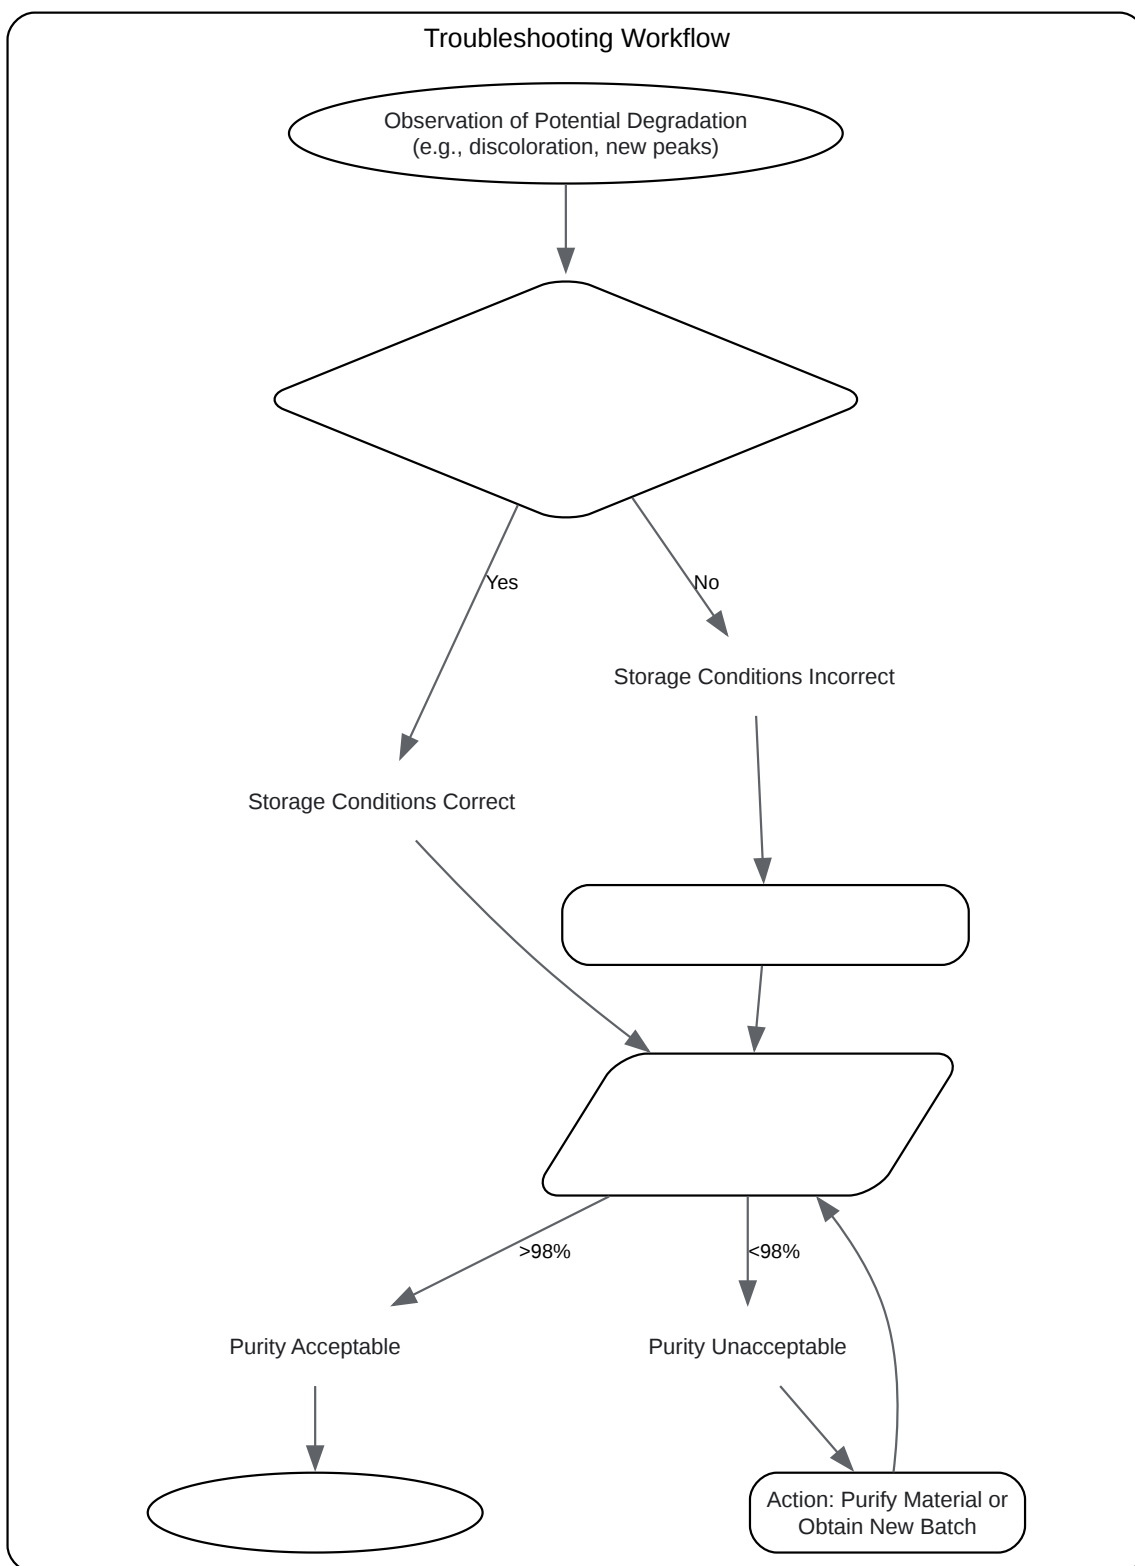 Troubleshooting Workflow
Observation of Potential Degradation
(e.g., discoloration, new peaks)
Yes
No
Storage Conditions Incorrect
Storage Conditions Correct
>98%
<98%
Purity Acceptable
Purity Unacceptable
Action: Purify Material or
Obtain New Batch